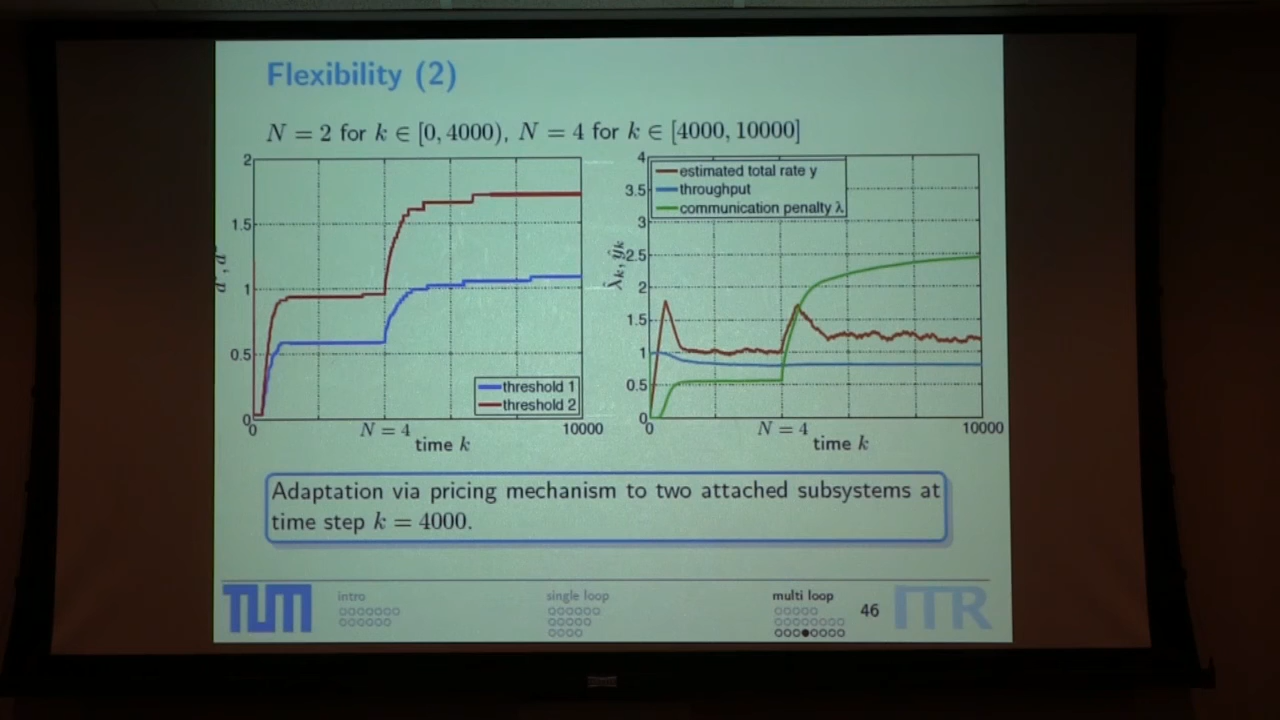 Flexibility (2)
N = 2 for k ∈ [0, 4000), N = 4 for k ∈ [4000, 10000]
2
1.5
1
0.5
0
0
N = 4
10000
time k
threshold 1
threshold 2
4
3.5
3
2.5
2
1.5
1
0.5
0
λ̂k, ŷk
estimated total rate y
throughput
communication penalty λ
0
N = 4
10000
time k
Adaptation via pricing mechanism to two attached subsystems at
time step k = 4000.
TUM
intro
single loop
multi loop
46
ITR